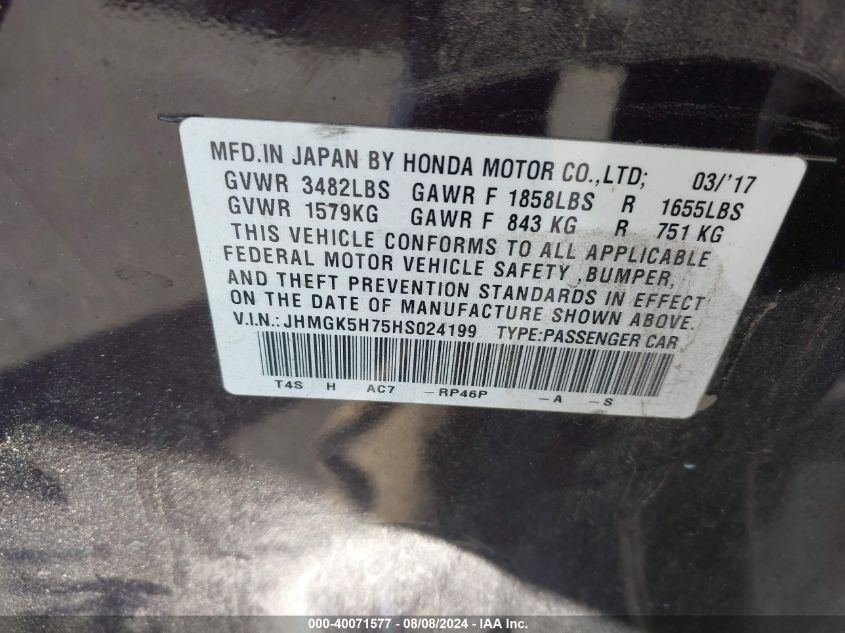 MFD.IN JAPAN BY HONDA MOTOR CO.,LTD; 03/'17
GVWR 3482LBS GAWR F 1858LBS R 1655LBS
GVWR 1579KG GAWR F 843 KG R 751 KG
THIS VEHICLE CONFORMS TO ALL APPLICABLE
FEDERAL MOTOR VEHICLE SAFETY ,BUMPER,
AND THEFT PREVENTION STANDARDS IN EFFECT
ON THE DATE OF MANUFACTURE SHOWN ABOVE.
V.I.N.: JHMGK5H75HS024199 TYPE:PASSENGER CAR
T4S H AC7 –RP46P –A –S
000-40071577 - 08/08/2024 - IAA Inc.